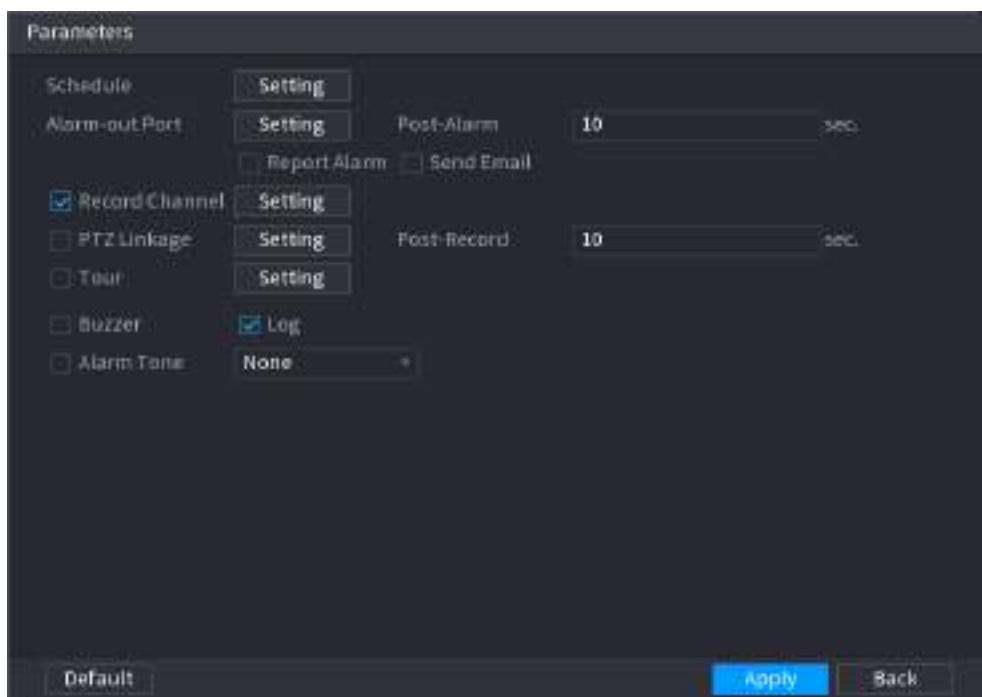 Parameters
Schedule Setting
Alarm-out Port Setting Post-Alarm 10 sec.
Report Alarm Send Email
Record Channel Setting
PTZ Linkage Setting Post-Record 10 sec.
Tour Setting
Buzzer Log
Alarm Tone None
Default Apply Back